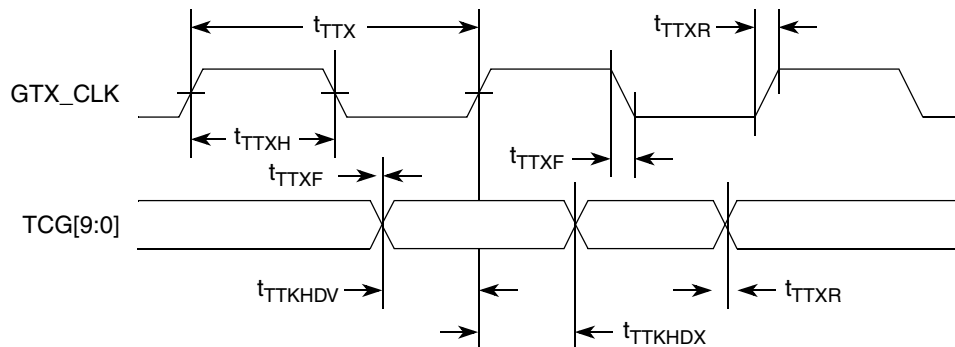 tTTX
tTTXR
GTX_CLK
tTTXH
tTTXF
tTTXF
TCG[9:0]
tTTKHDV
tTTXR
tTTKHDX